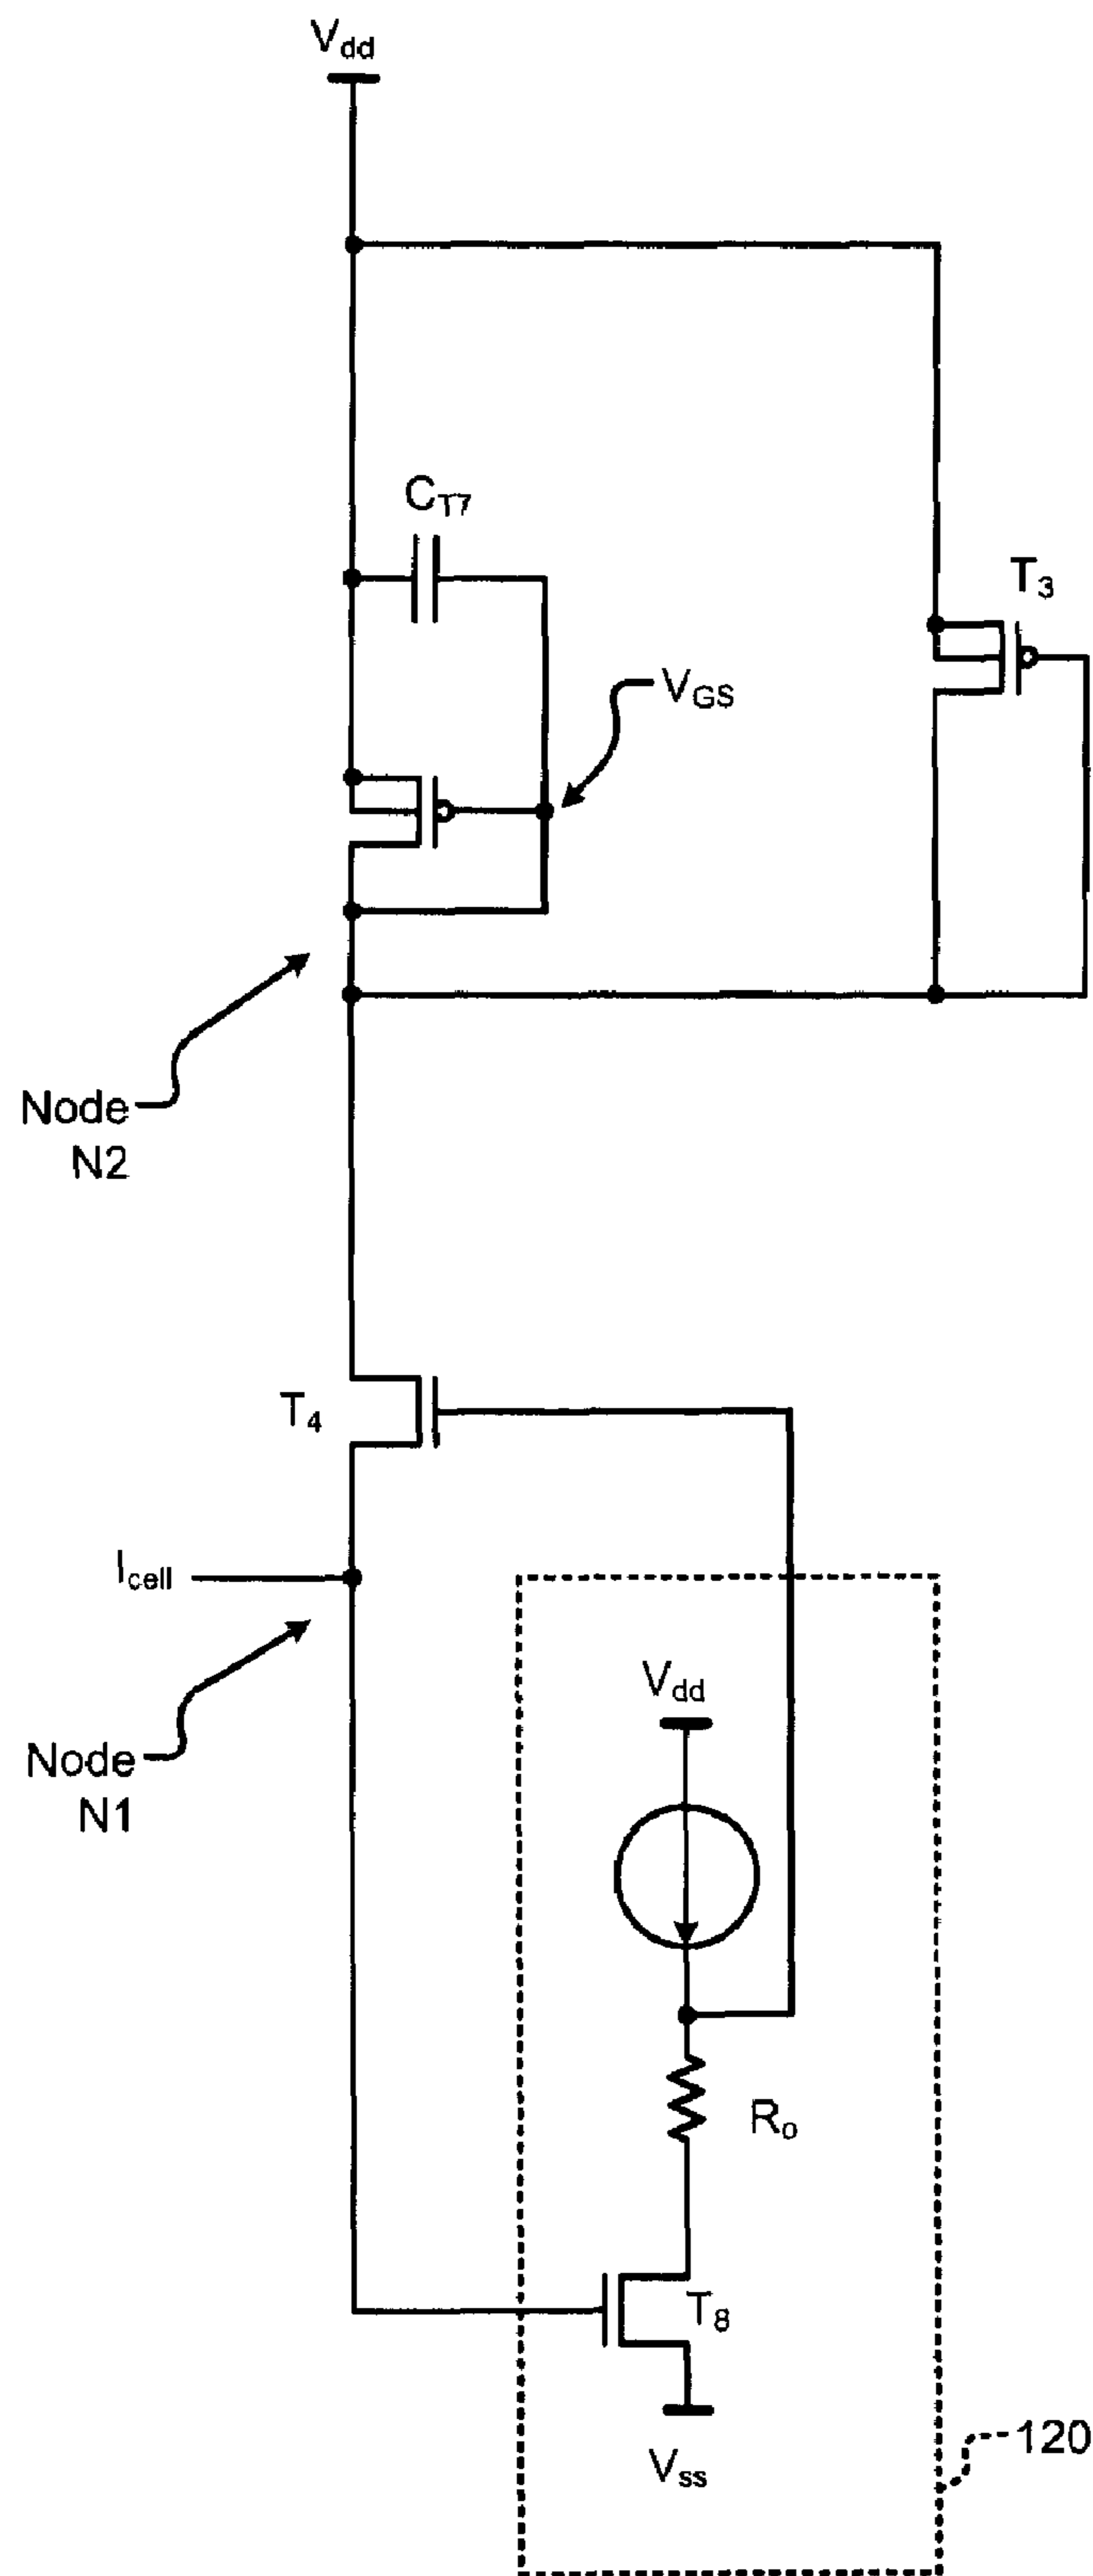 Vdd
CT7
T3
VGS
Node
N2
T4
Icell
Vdd
Node
N1
Ro
T8
Vss
120